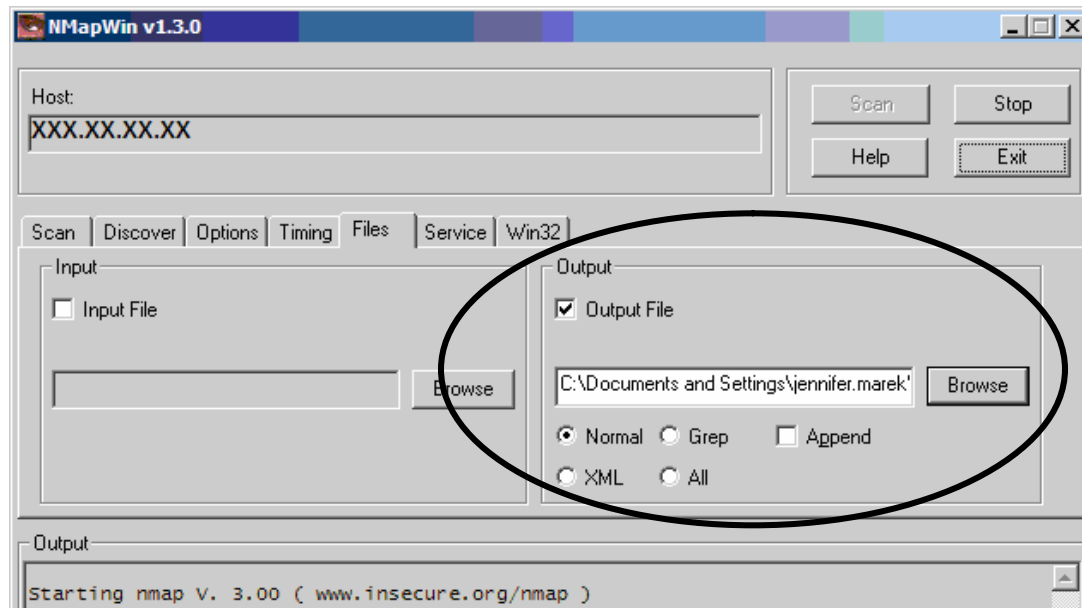 NMapWin v1.3.0
Host:
XXX.XX.XX.XX
Scan Stop
Help Exit
Scan Discover Options Timing Files Service Win32
Input
Input File
Browse
Output
Output File
C:\Documents and Settings\jennifer.marek' Browse
Normal Grep Append
XML All
Output
Starting nmap V. 3.00 ( www.insecure.org/nmap )